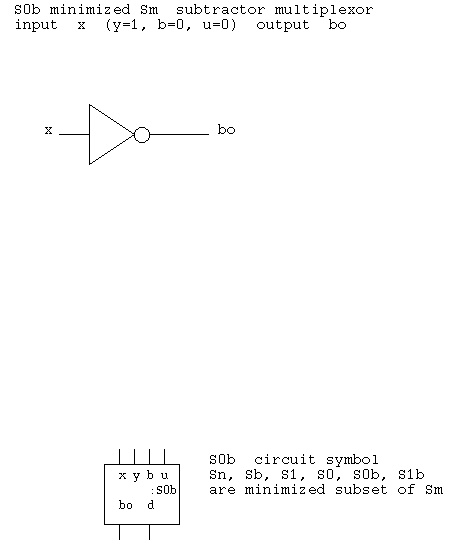 S0b minimized Sm  subtractor multiplexor
input  x  (y=1, b=0, u=0)  output  bo
x
bo
x y b u
:S0b
bo  d
S0b  circuit symbol
Sn, Sb, S1, S0, S0b, S1b
are minimized subset of Sm